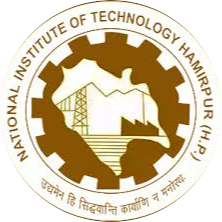 NATIONAL INSTITUTE OF TECHNOLOGY HAMIRPUR (H.P.)
उद्यमेन हि सिद्ध्यन्ति कार्याणि न मनोरथैः